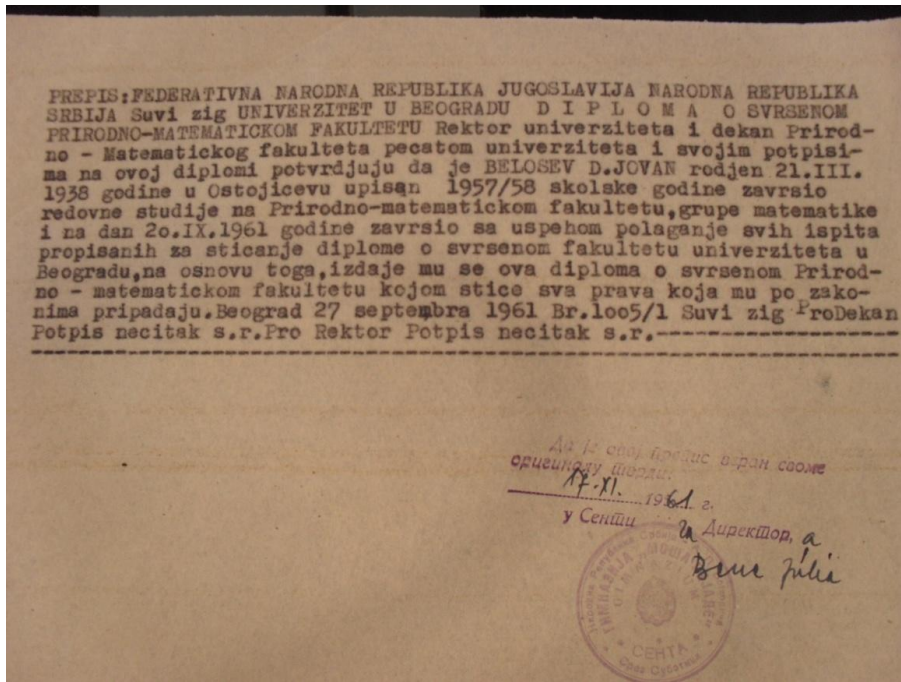 PREPIS:FEDERATIVNA NARODNA REPUBLIKA JUGOSLAVIJA NARODNA REPUBLIKA
SRBIJA Suvi zig UNIVERZITET U BEOGRADU D I P L O M A O SVRSENOM
PRIRODNO-MATEMATICKOM FAKULTETU Rektor univerziteta i dekan Prirod-
no - Matematickog fakulteta pecatom univerziteta i svojim potpisi-
ma na ovoj diplomi potvrdjuju da je BELOSEV D.JOVAN rodjen 21.III.
1938 godine u Ostojicevu upisan 1957/58 skolske godine zavrsio
redovne studije na Prirodno-matematickom fakultetu,grupe matematike
i na dan 2o.IX.1961 godine zavrsio sa uspehom polaganje svih ispita
propisanih za sticanje diplome o svrsenom fakultetu univerziteta u
Beogradu,na osnovu toga,izdaje mu se ova diploma o svrsenom Prirod-
no - matematickom fakultetu kojom stice sva prava koja mu po zako-
nima pripadaju.Beograd 27 septembra 1961 Br.1oo5/1 Suvi zig ProDekan
Potpis necitak s.r.Pro Rektor Potpis necitak s.r.--------------------
Да је овај препис веран своме
оригиналу тврди:
17.XI. 1961 г.
у Сенти за Директор, a
Júlia
ГИМНАЗИЈА
СЕНТА
Срез Суботица